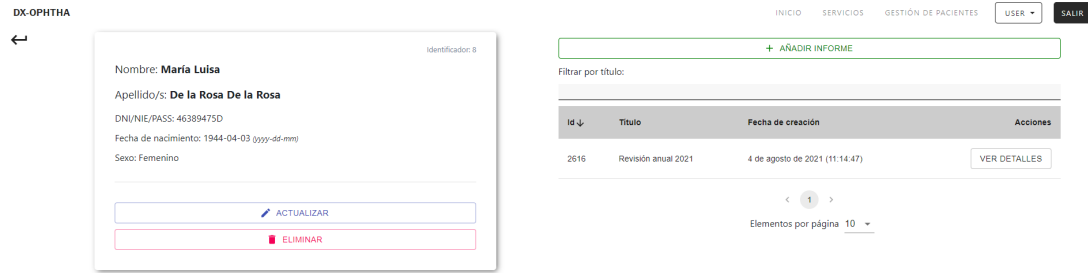 DX-OPHTHA
INICIO SERVICIOS GESTIÓN DE PACIENTES USER SALIR
Identificador: 8
Nombre: María Luisa
Apellido/s: De la Rosa De la Rosa
DNI/NIE/PASS: 46389475D
Fecha de nacimiento: 1944-04-03 (yyyy-dd-mm)
Sexo: Femenino
ACTUALIZAR
ELIMINAR
+ AÑADIR INFORME
Filtrar por título:
Id Título Fecha de creación Acciones
2616 Revisión anual 2021 4 de agosto de 2021 (11:14:47) VER DETALLES
< 1 >
Elementos por página 10